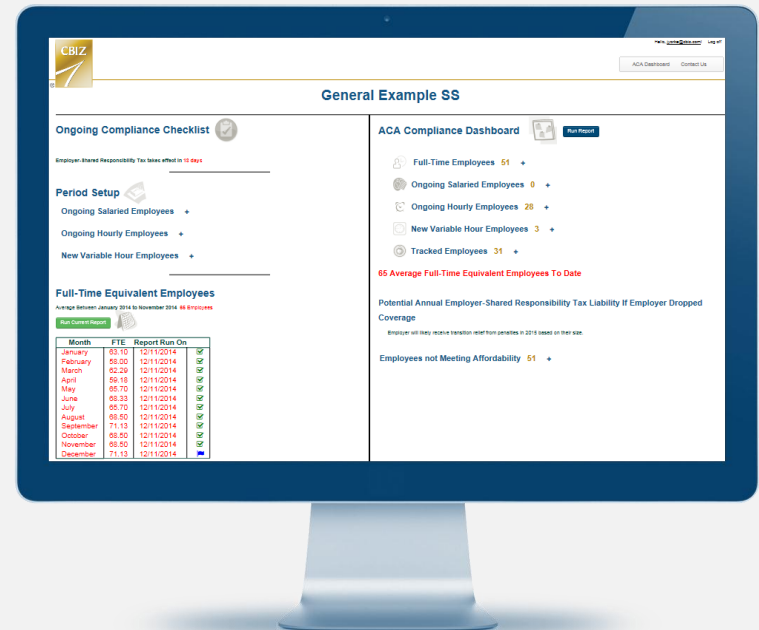 CBIZ
Hello, Log off
ACA Dashboard Contact Us
General Example SS
Ongoing Compliance Checklist
Employer-Shared Responsibility Tax takes effect in 15 days
Period Setup
Ongoing Salaried Employees +
Ongoing Hourly Employees +
New Variable Hour Employees +
Full-Time Equivalent Employees
Average Between January 2014 to November 2014 65 Employees
Run Current Report
Month FTE Report Run On
January 63.10 12/11/2014
February 58.00 12/11/2014
March 62.29 12/11/2014
April 59.16 12/11/2014
May 65.70 12/11/2014
June 68.33 12/11/2014
July 65.70 12/11/2014
August 68.50 12/11/2014
September 71.13 12/11/2014
October 68.50 12/11/2014
November 68.50 12/11/2014
December 71.13 12/11/2014
ACA Compliance Dashboard Run Report
Full-Time Employees 51 +
Ongoing Salaried Employees 0 +
Ongoing Hourly Employees 28 +
New Variable Hour Employees 3 +
Tracked Employees 31 +
65 Average Full-Time Equivalent Employees To Date
Potential Annual Employer-Shared Responsibility Tax Liability If Employer Dropped
Coverage
Employer will likely receive transition relief from penalties in 2015 based on their size.
Employees not Meeting Affordability 51 +